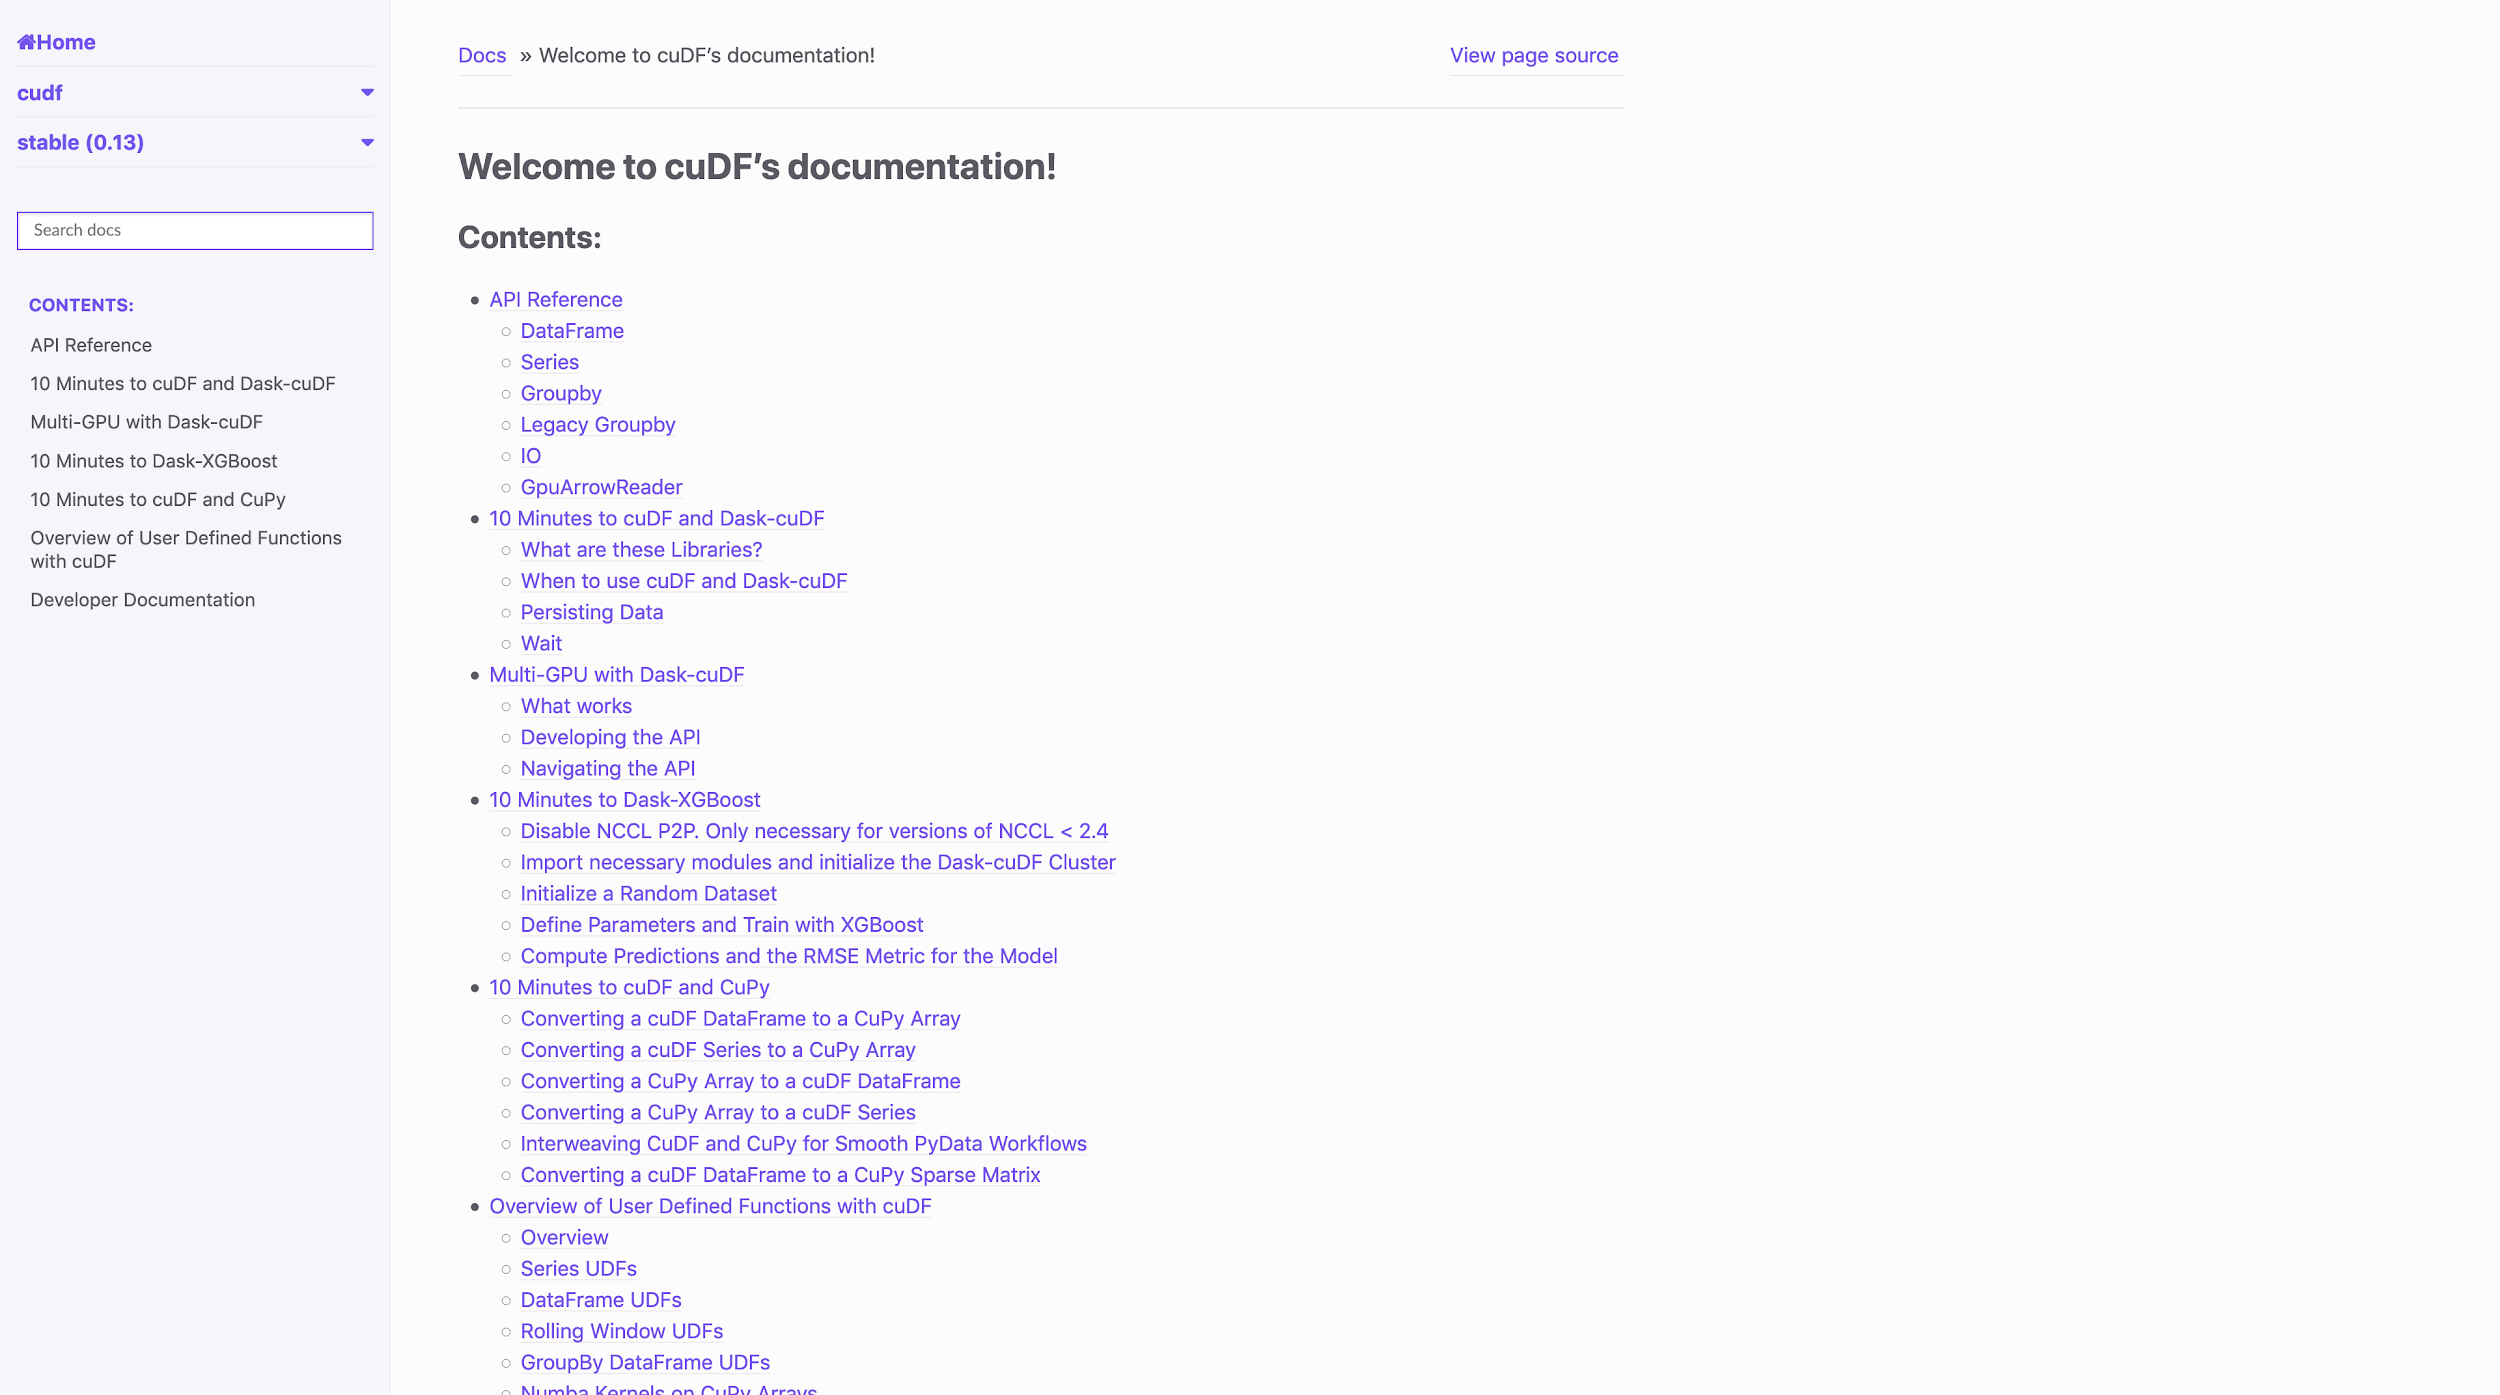 Home
cudf
stable (0.13)
Search docs
CONTENTS:
API Reference
10 Minutes to cuDF and Dask-cuDF
Multi-GPU with Dask-cuDF
10 Minutes to Dask-XGBoost
10 Minutes to cuDF and CuPy
Overview of User Defined Functions
with cuDF
Developer Documentation
Docs » Welcome to cuDF’s documentation!
View page source
Welcome to cuDF’s documentation!
Contents:
API Reference
DataFrame
Series
Groupby
Legacy Groupby
IO
GpuArrowReader
10 Minutes to cuDF and Dask-cuDF
What are these Libraries?
When to use cuDF and Dask-cuDF
Persisting Data
Wait
Multi-GPU with Dask-cuDF
What works
Developing the API
Navigating the API
10 Minutes to Dask-XGBoost
Disable NCCL P2P. Only necessary for versions of NCCL < 2.4
Import necessary modules and initialize the Dask-cuDF Cluster
Initialize a Random Dataset
Define Parameters and Train with XGBoost
Compute Predictions and the RMSE Metric for the Model
10 Minutes to cuDF and CuPy
Converting a cuDF DataFrame to a CuPy Array
Converting a cuDF Series to a CuPy Array
Converting a CuPy Array to a cuDF DataFrame
Converting a CuPy Array to a cuDF Series
Interweaving CuDF and CuPy for Smooth PyData Workflows
Converting a cuDF DataFrame to a CuPy Sparse Matrix
Overview of User Defined Functions with cuDF
Overview
Series UDFs
DataFrame UDFs
Rolling Window UDFs
GroupBy DataFrame UDFs
Numba Kernels on CuPy Arrays